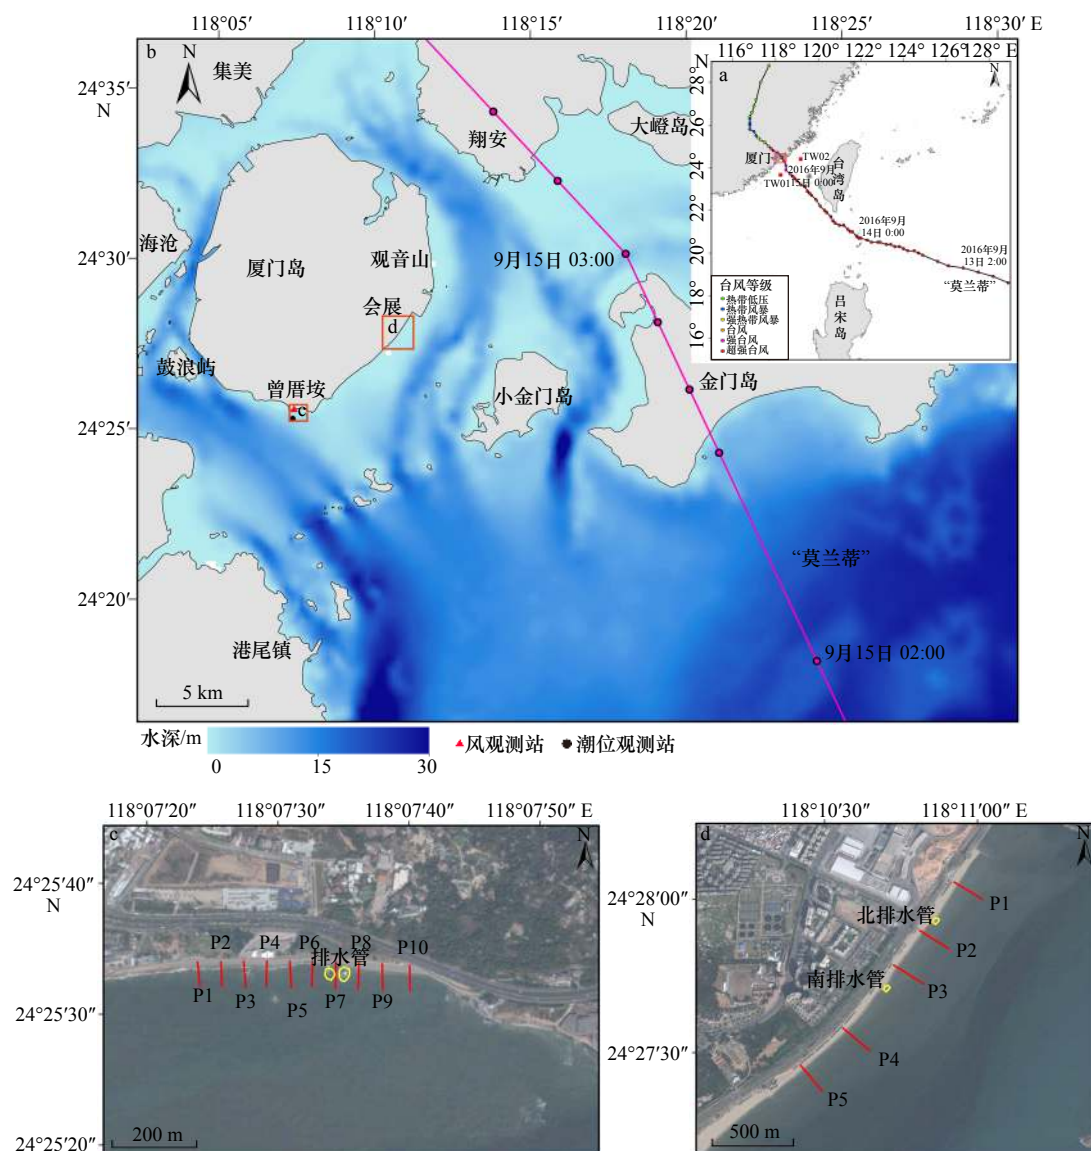 118°05′ 118°10′ 118°15′ 118°20′ 118°25′ 118°30′ E
b
N
24°35′
N
24°30′
24°25′
24°20′
集美
翔安
大嶝岛
海沧
厦门岛
观音山
9月15日 03:00
会展
d
鼓浪屿
曾厝垵
c
小金门岛
金门岛
“莫兰蒂”
9月15日 02:00
港尾镇
5 km
116° 118° 120° 122° 124° 126° 128° E
a
N
28°
N
26°
24°
22°
20°
18°
16°
厦门
TW02
2016年9月
TW01
15日 0:00
台湾岛
2016年9月
14日 0:00
2016年9月
13日 2:00
“莫兰蒂”
吕宋岛
台风等级
热带低压
热带风暴
强热带风暴
台风
强台风
超强台风
水深/m
0 15 30
风观测站
潮位观测站
118°07′20″ 118°07′30″ 118°07′40″ 118°07′50″ E
c
N
24°25′40″
N
24°25′30″
24°25′20″
P2 P4 P6 P8 P10
排水管
P1 P3 P5 P7 P9
200 m
118°10′30″ 118°11′00″ E
d
N
24°28′00″
N
24°27′30″
P1
北排水管
P2
南排水管
P3
P4
P5
500 m